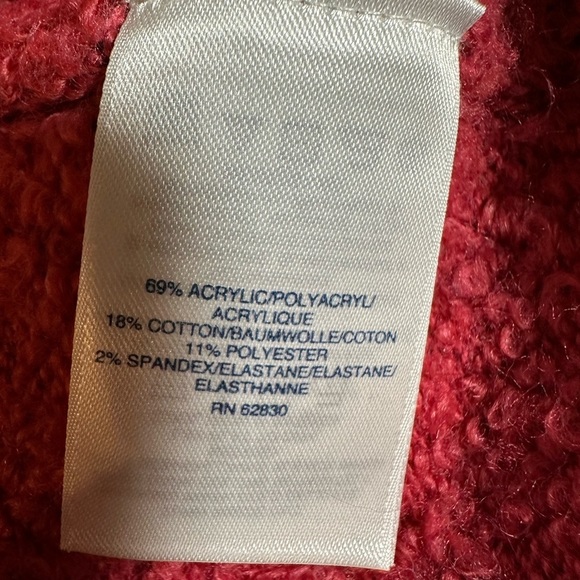 69% ACRYLIC/POLYACRYL/
ACRYLIQUE
18% COTTON/BAUMWOLLE/COTON
11% POLYESTER
2% SPANDEX/ELASTANE/ELASTANE/
ELASTHANNE
RN 62830